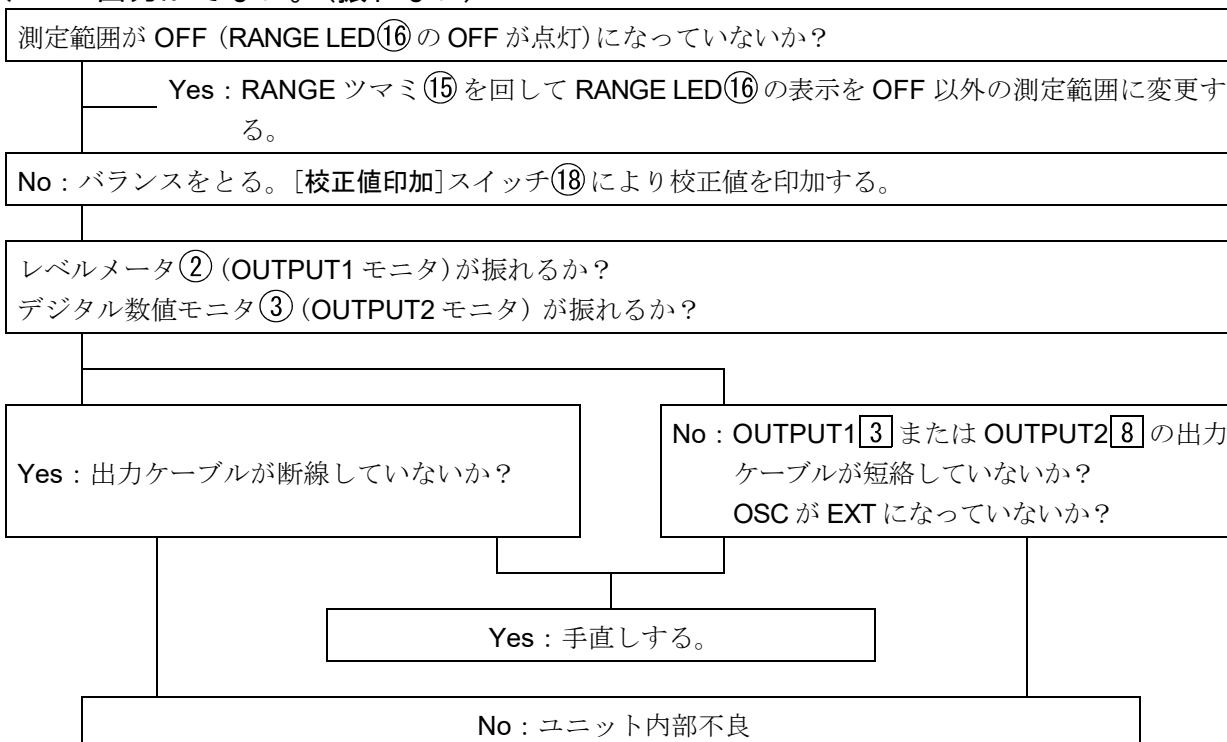 測定範囲が OFF（RANGE LED⑯の OFF が点灯）になっていないか？
Yes：RANGE ツマミ⑮を回して RANGE LED⑯の表示を OFF 以外の測定範囲に変更す
る。
No：バランスをとる。［校正値印加］スイッチ⑱により校正値を印加する。
レベルメータ②（OUTPUT1 モニタ）が振れるか？
デジタル数値モニタ③（OUTPUT2 モニタ）が振れるか？
Yes：出力ケーブルが断線していないか？
No：OUTPUT1 3 または OUTPUT2 8 の出力
ケーブルが短絡していないか？
OSC が EXT になっていないか？
Yes：手直しする。
No：ユニット内部不良